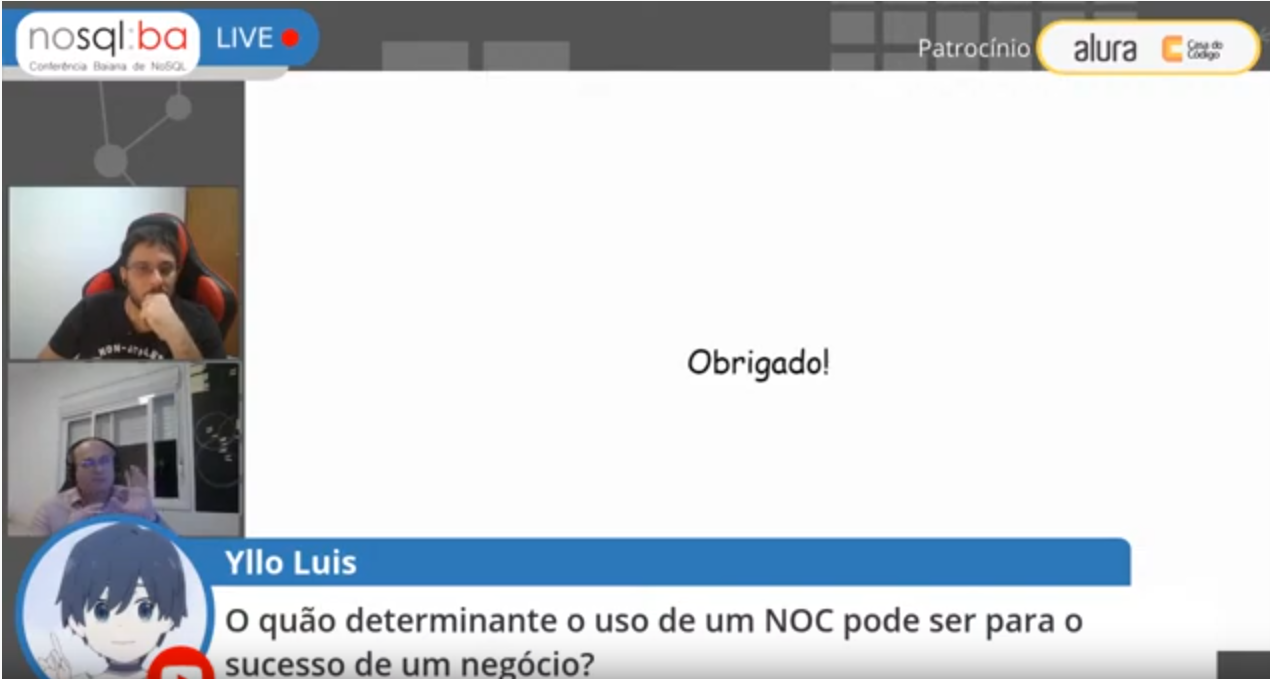 nosql:ba
Conferência Baiana de NoSQL
LIVE
Patrocínio
alura
Casa do
Código
Obrigado!
Yllo Luis
O quão determinante o uso de um NOC pode ser para o
sucesso de um negócio?